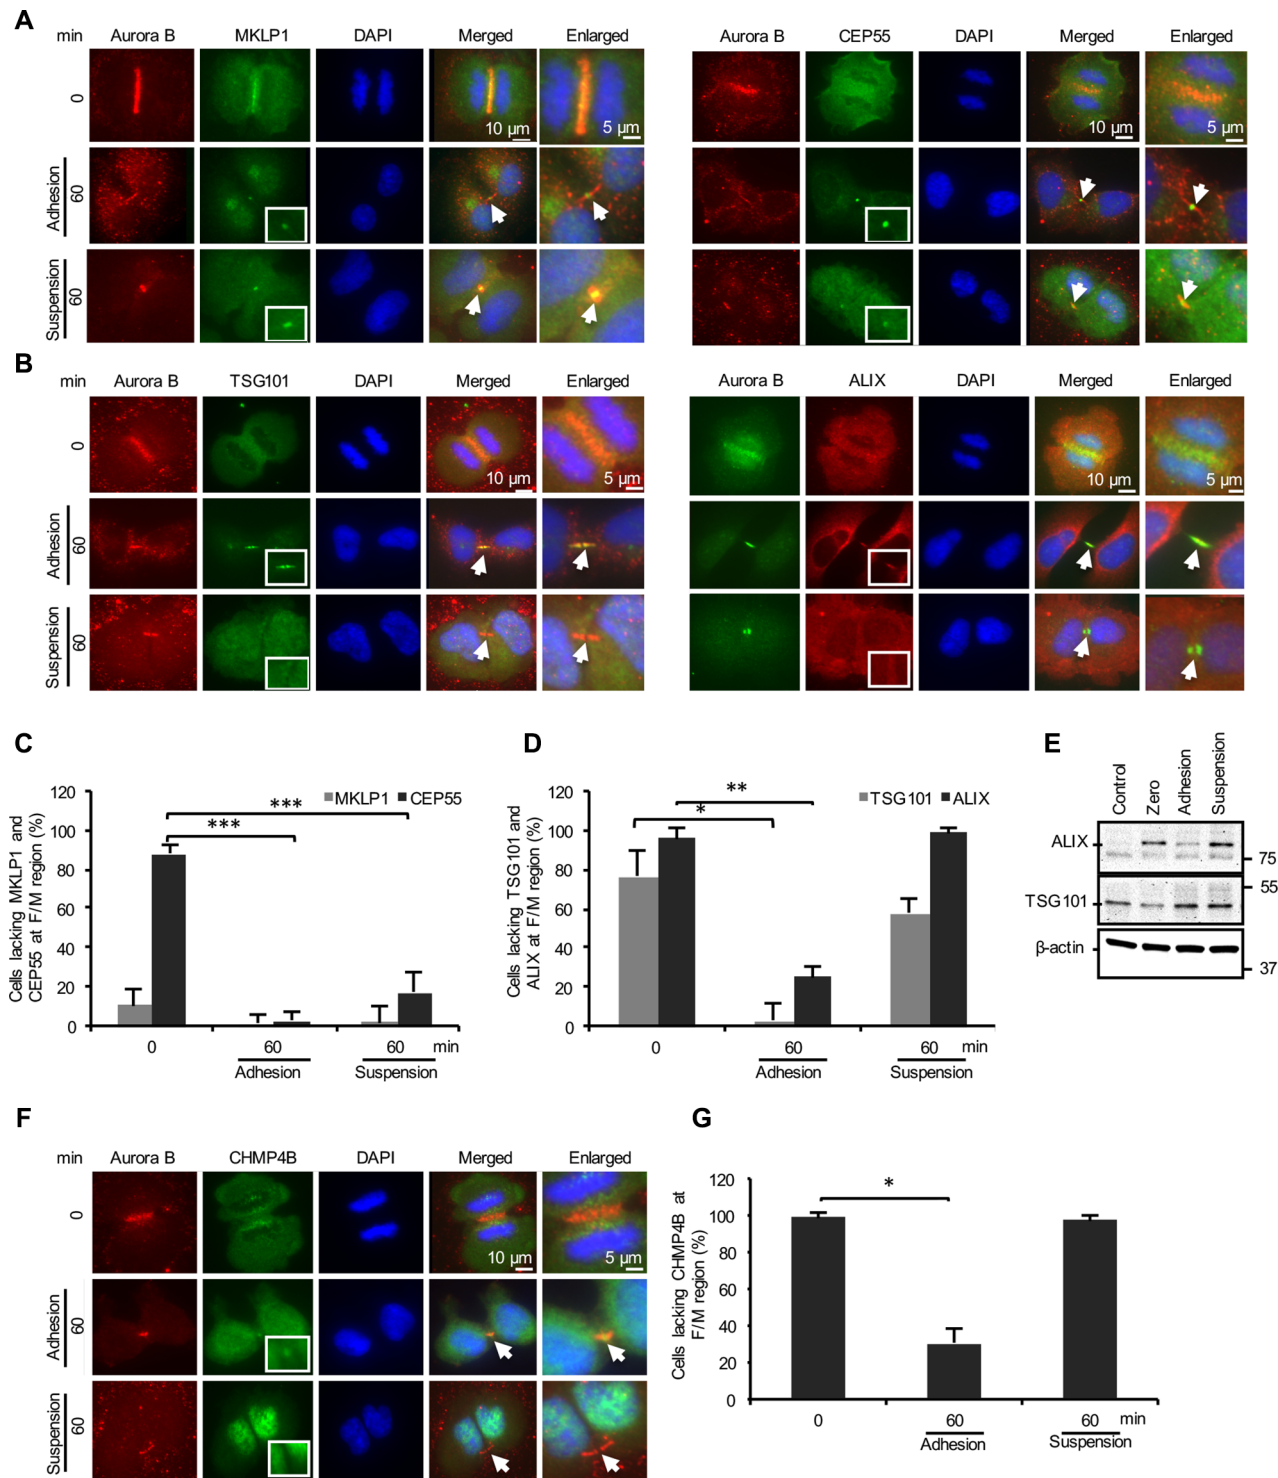 A
min Aurora B MKLP1 DAPI Merged Enlarged
0
10 µm 5 µm
Adhesion
60
Suspension
60
Aurora B CEP55 DAPI Merged Enlarged
10 µm 5 µm
B
min Aurora B TSG101 DAPI Merged Enlarged
0
10 µm 5 µm
Adhesion
60
Suspension
60
Aurora B ALIX DAPI Merged Enlarged
10 µm 5 µm
C
Cells lacking MKLP1 and
CEP55 at F/M region (%)
120
100
80
60
40
20
0
MKLP1 CEP55
***
***
0 60 60 min
Adhesion Suspension
D
Cells lacking TSG101 and
ALIX at F/M region (%)
120
100
80
60
40
20
0
TSG101 ALIX
**
*
0 60 60 min
Adhesion Suspension
E
Control
Zero
Adhesion
Suspension
ALIX
75
55
TSG101
β-actin
37
F
min Aurora B CHMP4B DAPI Merged Enlarged
0
10 µm 5 µm
Adhesion
60
Suspension
60
G
Cells lacking CHMP4B at
F/M region (%)
120
100
80
60
40
20
0
*
0 60 60 min
Adhesion Suspension